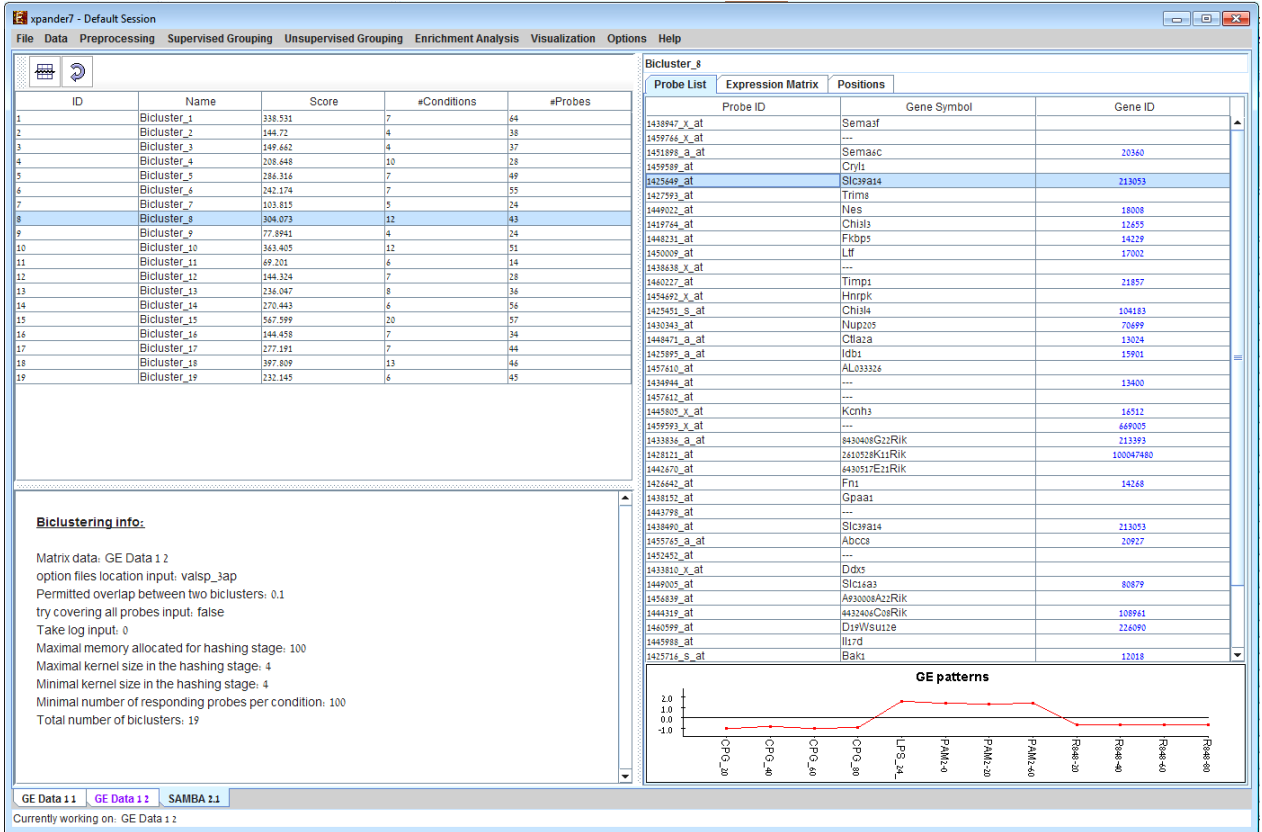 xpander7 - Default Session
File Data Preprocessing Supervised Grouping Unsupervised Grouping Enrichment Analysis Visualization Options Help
ID Name Score #Conditions #Probes
1 Bicluster_1 338.531 7 64
2 Bicluster_2 144.72 4 38
3 Bicluster_3 149.662 4 37
4 Bicluster_4 208.648 10 28
5 Bicluster_5 286.316 7 49
6 Bicluster_6 242.174 7 55
7 Bicluster_7 103.815 5 24
8 Bicluster_8 304.073 12 43
9 Bicluster_9 77.8941 4 24
10 Bicluster_10 363.405 12 51
11 Bicluster_11 69.201 6 14
12 Bicluster_12 144.324 7 28
13 Bicluster_13 236.047 8 36
14 Bicluster_14 270.443 6 56
15 Bicluster_15 567.599 20 57
16 Bicluster_16 144.458 7 34
17 Bicluster_17 277.191 7 44
18 Bicluster_18 397.809 13 46
19 Bicluster_19 232.145 6 45
Biclustering info:
Matrix data: GE Data 1 2
option files location input: valsp_3ap
Permitted overlap between two biclusters: 0.1
try covering all probes input: false
Take log input: 0
Maximal memory allocated for hashing stage: 100
Maximal kernel size in the hashing stage: 4
Minimal kernel size in the hashing stage: 4
Minimal number of responding probes per condition: 100
Total number of biclusters: 19
Bicluster_8
Probe List Expression Matrix Positions
Probe ID Gene Symbol Gene ID
1438947_x_at Sema3f
1459766_x_at ---
1451898_a_at Sema6c 20360
1459589_at Cryl1
1425649_at Slc39a14 213053
1427593_at Trim8
1449022_at Nes 18008
1419764_at Chi3l3 12655
1448231_at Fkbp5 14229
1450009_at Ltf 17002
1438638_x_at ---
1460227_at Timp1 21857
1454692_x_at Hnrpk
1425451_s_at Chi3l4 104183
1430343_at Nup205 70699
1448471_a_at Ctla2a 13024
1425895_a_at Idb1 15901
1457610_at AL033326
1434944_at --- 13400
1457612_at ---
1445805_x_at Kcnh3 16512
1459593_x_at --- 669005
1433836_a_at 8430408G22Rik 213393
1428121_at 2610528K11Rik 100047480
1442670_at 6430517E21Rik
1426642_at Fn1 14268
1438152_at Gpaa1
1443798_at ---
1438490_at Slc39a14 213053
1455765_a_at Abcc8 20927
1452452_at ---
1433810_x_at Ddx5
1449005_at Slc16a3 80879
1456839_at A930008A22Rik
1444319_at 4432406C08Rik 108961
1460599_at D19Wsu12e 226090
1445988_at Il17d
1425716_s_at Bak1 12018
GE patterns
2.0
1.0
0.0
-1.0
CPG_20 CPG_40 CPG_60 CPG_80 LPS_24_ PAM2-0 PAM2-20 PAM2-60 R848-20 R848-40 R848-60 R848-80
GE Data 1 1 GE Data 1 2 SAMBA 2.1
Currently working on: GE Data 1 2